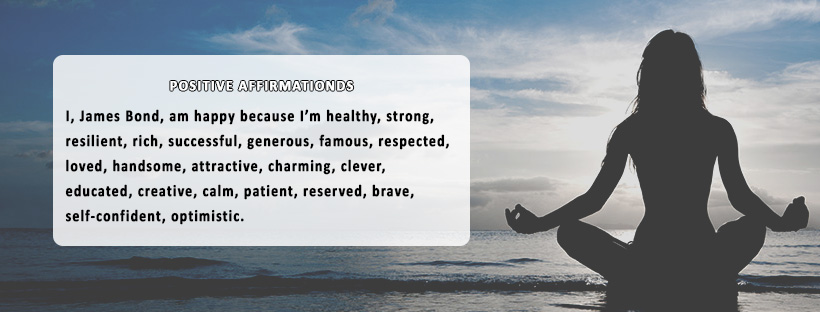 POSITIVE AFFIRMATIONDS
I, James Bond, am happy because I'm healthy, strong,
resilient, rich, successful, generous, famous, respected,
loved, handsome, attractive, charming, clever,
educated, creative, calm, patient, reserved, brave,
self-confident, optimistic.